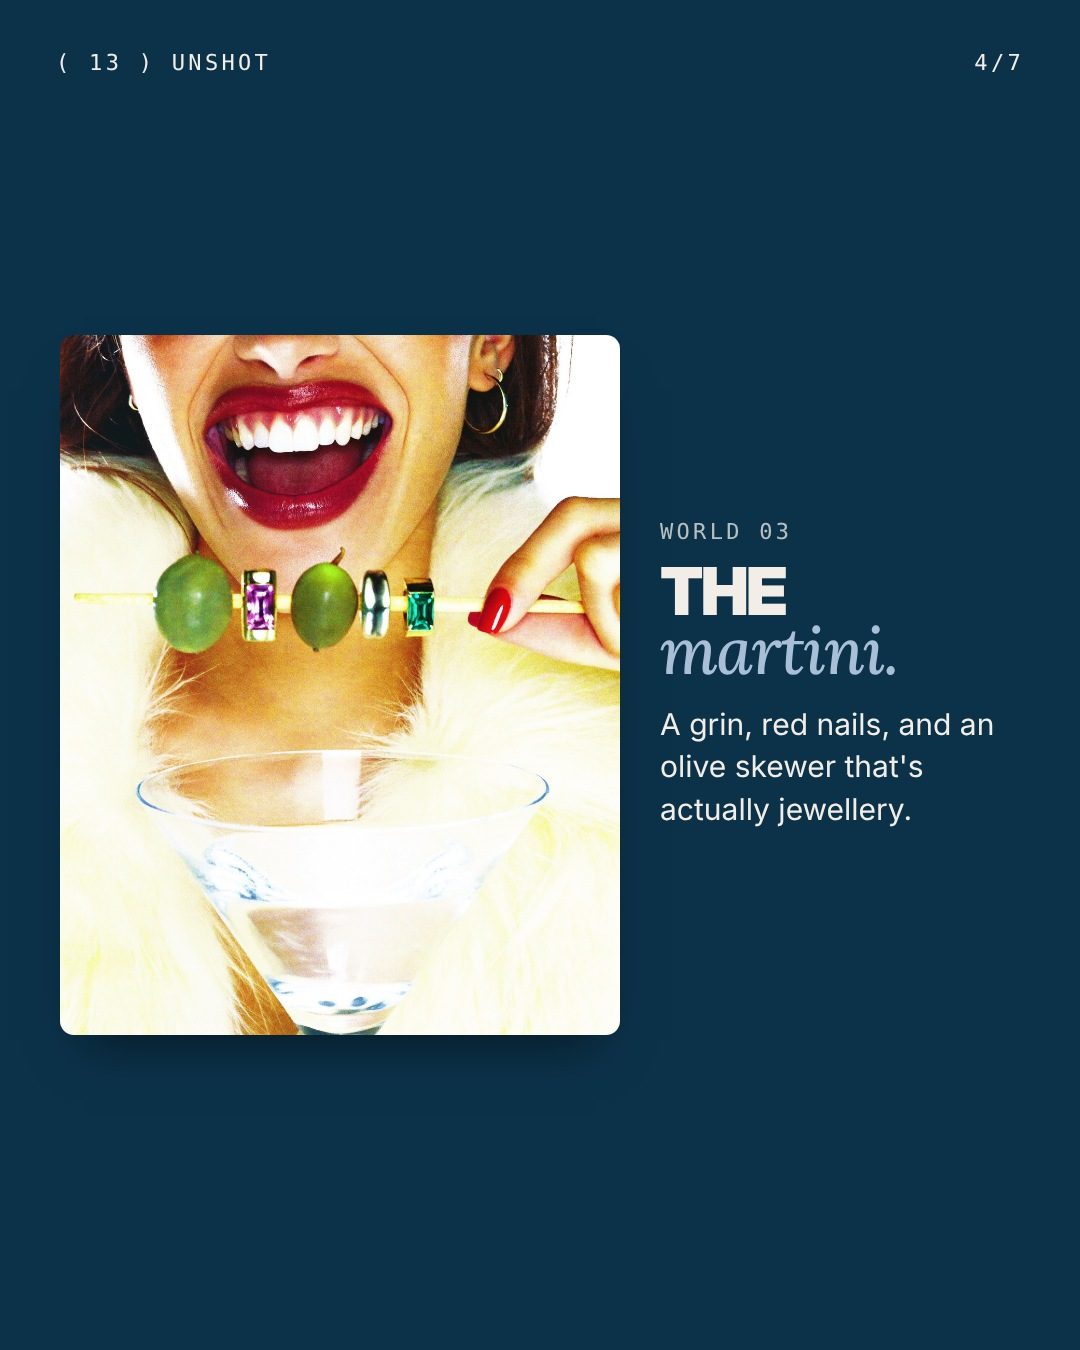 ( 13 ) UNSHOT
4/7
WORLD 03
THE
martini.
A grin, red nails, and an
olive skewer that's
actually jewellery.